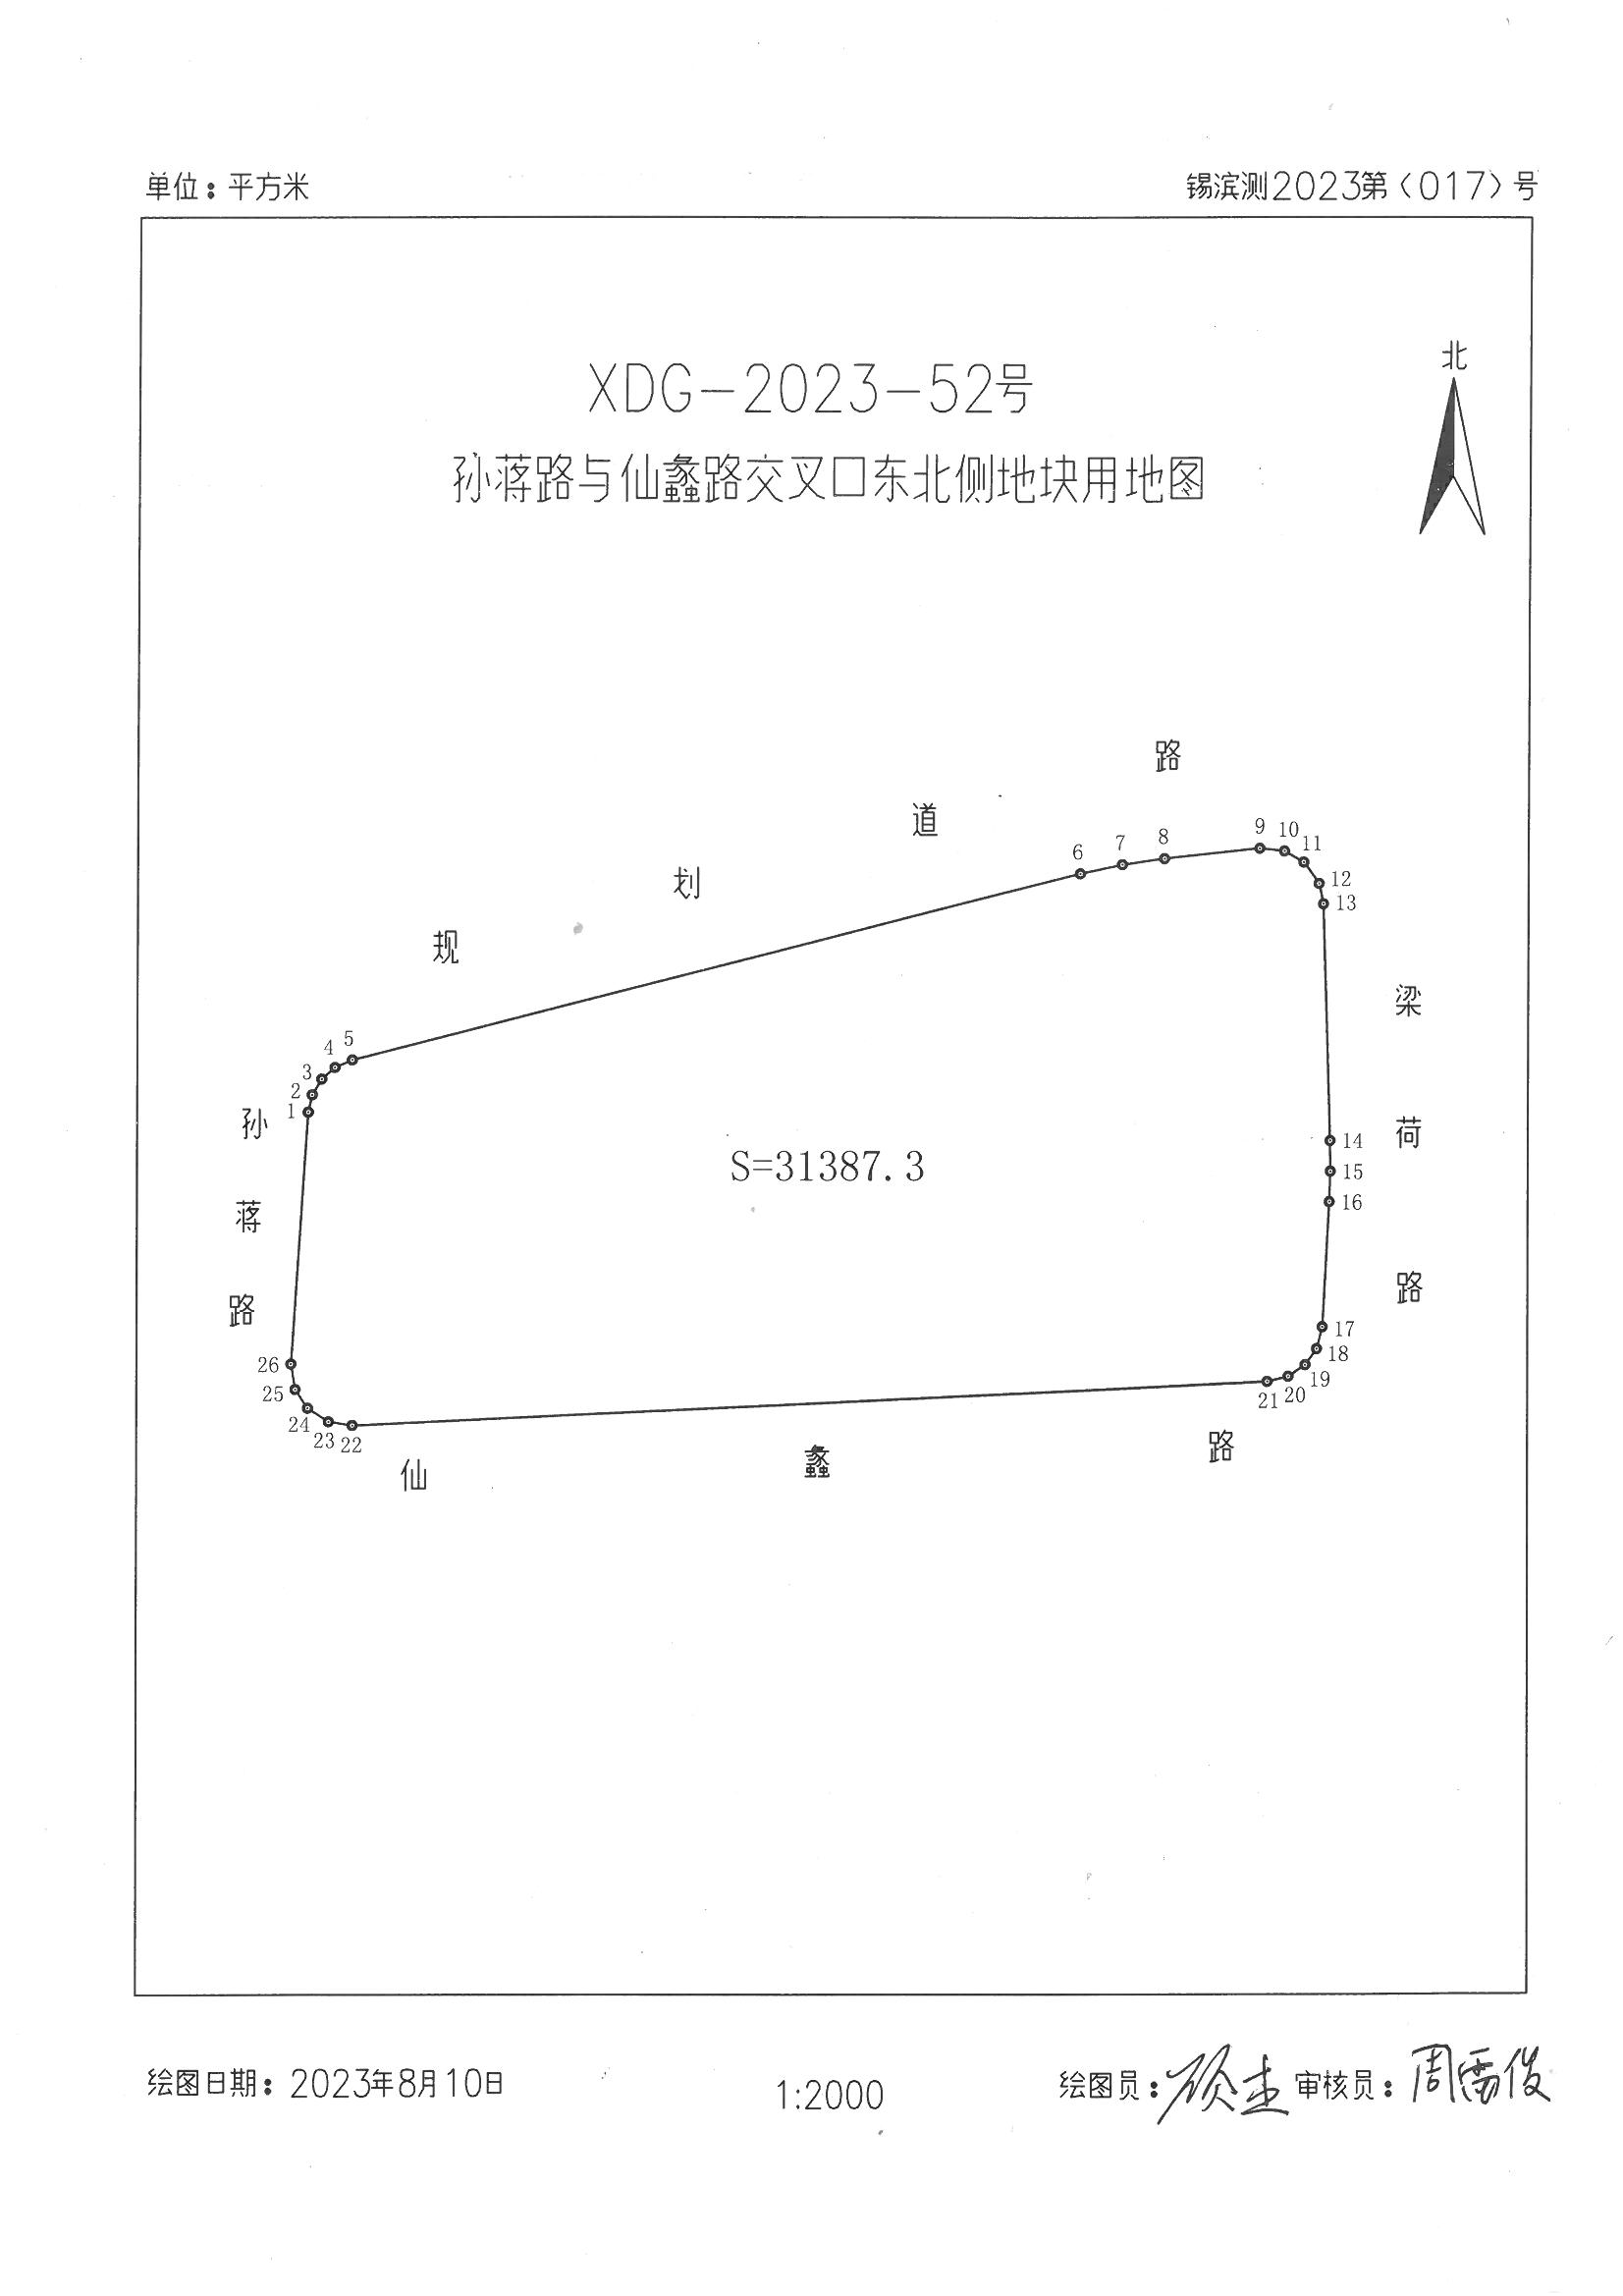 单位：平方米
锡滨测2023第〈017〉号
XDG-2023-52号
孙蒋路与仙蠡路交叉口东北侧地块用地图
北
规划道路
9 10
8 11
7
6 12
13
梁荷路
5
4
3
2
1
孙蒋路
S=31387.3
14
15
16
17
18
19
20
21
26
25
24
23 22
仙蠡路
绘图日期：2023年8月10日
1:2000
绘图员： 审核员：周